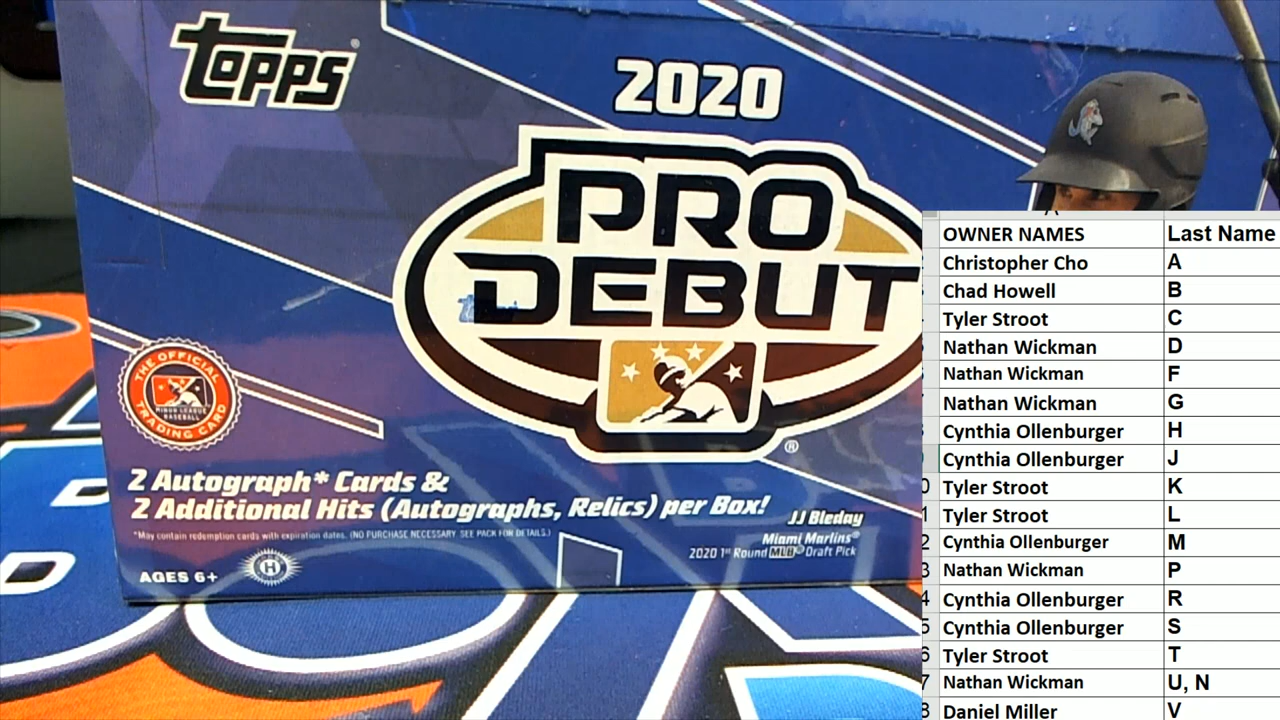 TOPPS
2020
PRO
DEBUT
®
THE OFFICIAL
MINOR LEAGUE
BASEBALL
TRADING CARD
2 Autograph* Cards &
2 Additional Hits (Autographs, Relics) per Box!
*May contain redemption cards with expiration dates. (NO PURCHASE NECESSARY. SEE PACK FOR DETAILS.)
JJ Bleday
Miami Marlins®
2020 1st Round MLB® Draft Pick
AGES 6+
H
OWNER NAMES Last Name
Christopher Cho A
Chad Howell B
Tyler Stroot C
Nathan Wickman D
Nathan Wickman F
Nathan Wickman G
Cynthia Ollenburger H
Cynthia Ollenburger J
Tyler Stroot K
Tyler Stroot L
Cynthia Ollenburger M
Nathan Wickman P
Cynthia Ollenburger R
Cynthia Ollenburger S
Tyler Stroot T
Nathan Wickman U, N
Daniel Miller V